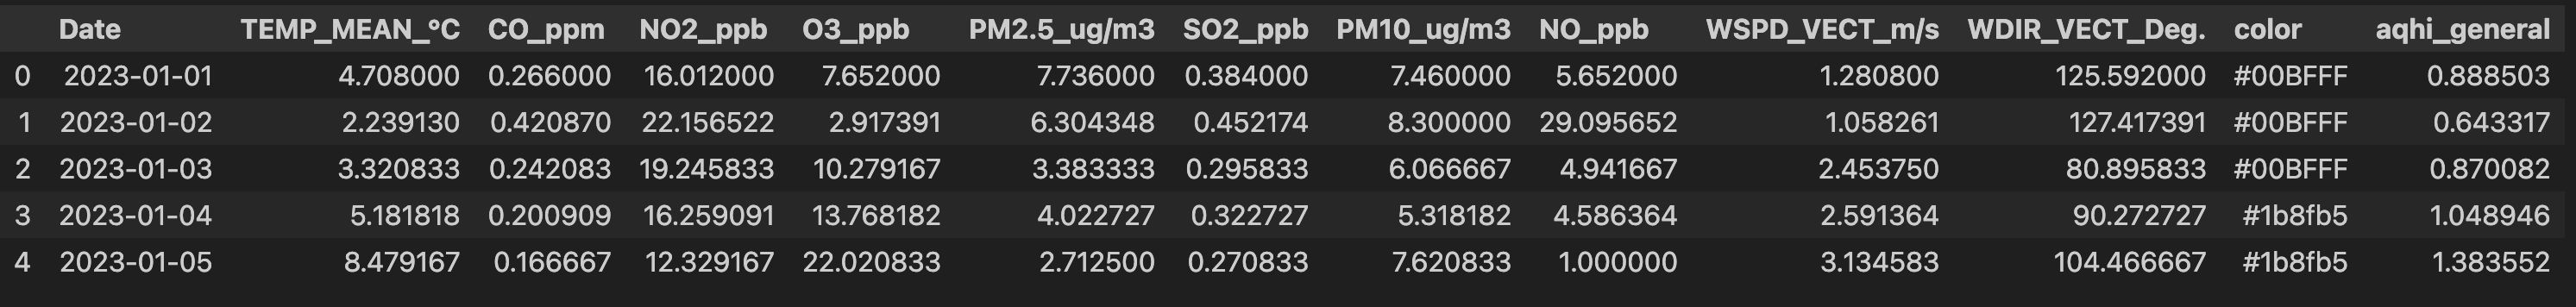 Date TEMP_MEAN_°C CO_ppm NO2_ppb O3_ppb PM2.5_ug/m3 SO2_ppb PM10_ug/m3 NO_ppb WSPD_VECT_m/s WDIR_VECT_Deg. color aqhi_general
0 2023-01-01 4.708000 0.266000 16.012000 7.652000 7.736000 0.384000 7.460000 5.652000 1.280800 125.592000 #00BFFF 0.888503
1 2023-01-02 2.239130 0.420870 22.156522 2.917391 6.304348 0.452174 8.300000 29.095652 1.058261 127.417391 #00BFFF 0.643317
2 2023-01-03 3.320833 0.242083 19.245833 10.279167 3.383333 0.295833 6.066667 4.941667 2.453750 80.895833 #00BFFF 0.870082
3 2023-01-04 5.181818 0.200909 16.259091 13.768182 4.022727 0.322727 5.318182 4.586364 2.591364 90.272727 #1b8fb5 1.048946
4 2023-01-05 8.479167 0.166667 12.329167 22.020833 2.712500 0.270833 7.620833 1.000000 3.134583 104.466667 #1b8fb5 1.383552